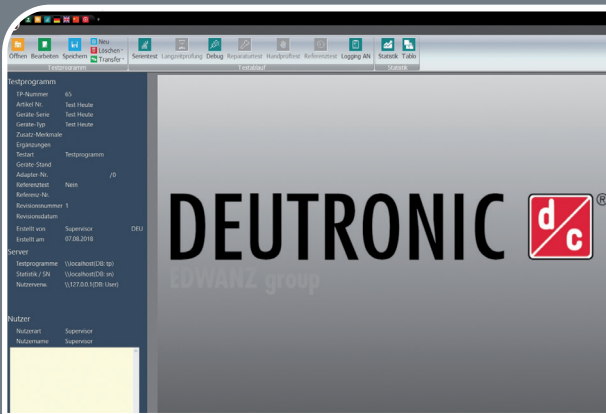 Neu
Löschen
Transfer
Öffnen Bearbeiten Speichern
Serientest Langzeitprüfung Debug Reparaturtest Handprüftest Referenztest Logging AN
Statistik Tablo
Testprogramm
Testablauf
Statistik
Testprogramm
TP-Nummer 65
Artikel Nr. Test Heute
Geräte-Serie Test Heute
Geräte-Typ Test Heute
Zusatz-Merkmale
Ergänzungen
Testart Testprogramm
Geräte-Stand
Adapter-Nr. /0
Referenztest Nein
Referenz-Nr.
Revisionsnummer 1
Revisionsdatum
Erstellt von Supervisor DEU
Erstellt am 07.08.2018
Server
Testprogramme \\localhost(DB: tp)
Statistik / SN \\localhost(DB: sn)
Nutzerverw. \\127.0.0.1(DB: User)
Nutzer
Nutzerart Supervisor
Nutzername Supervisor
DEUTRONIC d/c ®
EDWANZ group